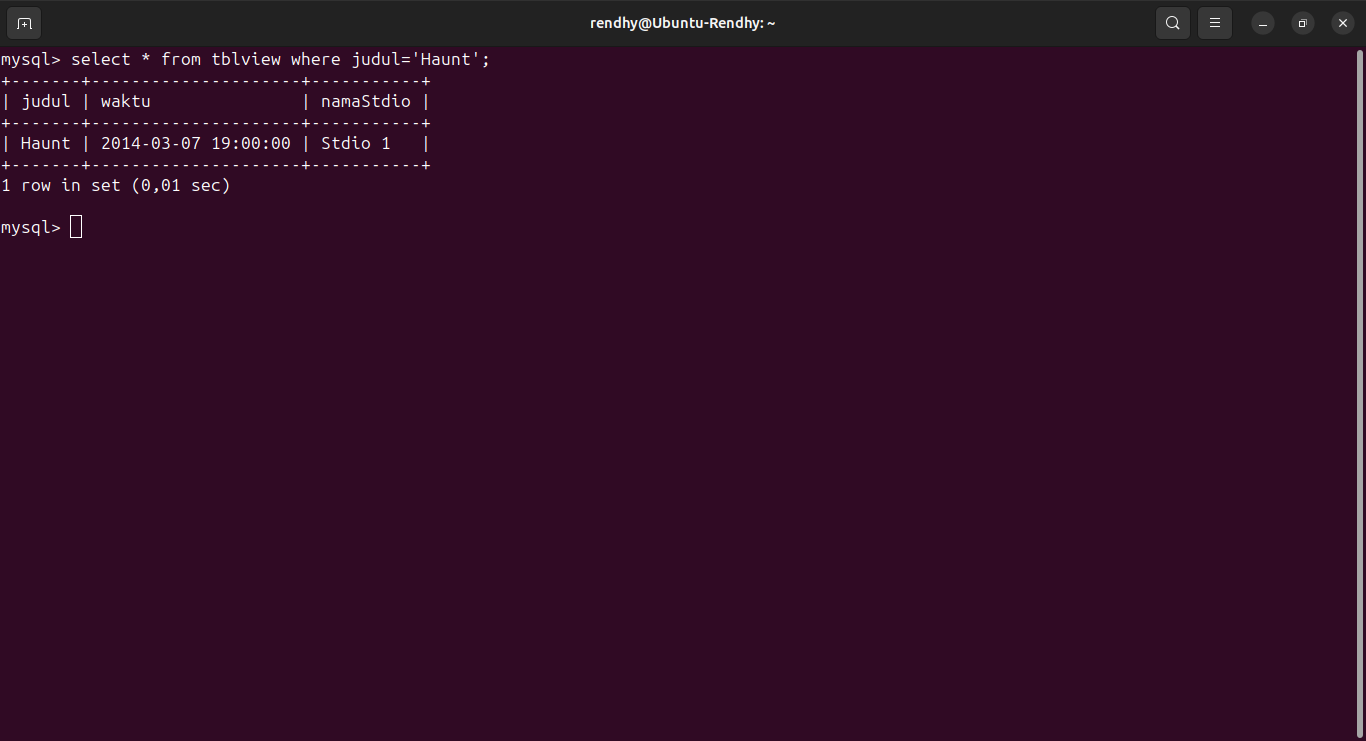 rendhy@Ubuntu-Rendhy: ~
mysql> select * from tblview where judul='Haunt';
+-------+---------------------+-----------+
| judul | waktu               | namaStdio |
+-------+---------------------+-----------+
| Haunt | 2014-03-07 19:00:00 | Stdio 1   |
+-------+---------------------+-----------+
1 row in set (0,01 sec)
mysql>